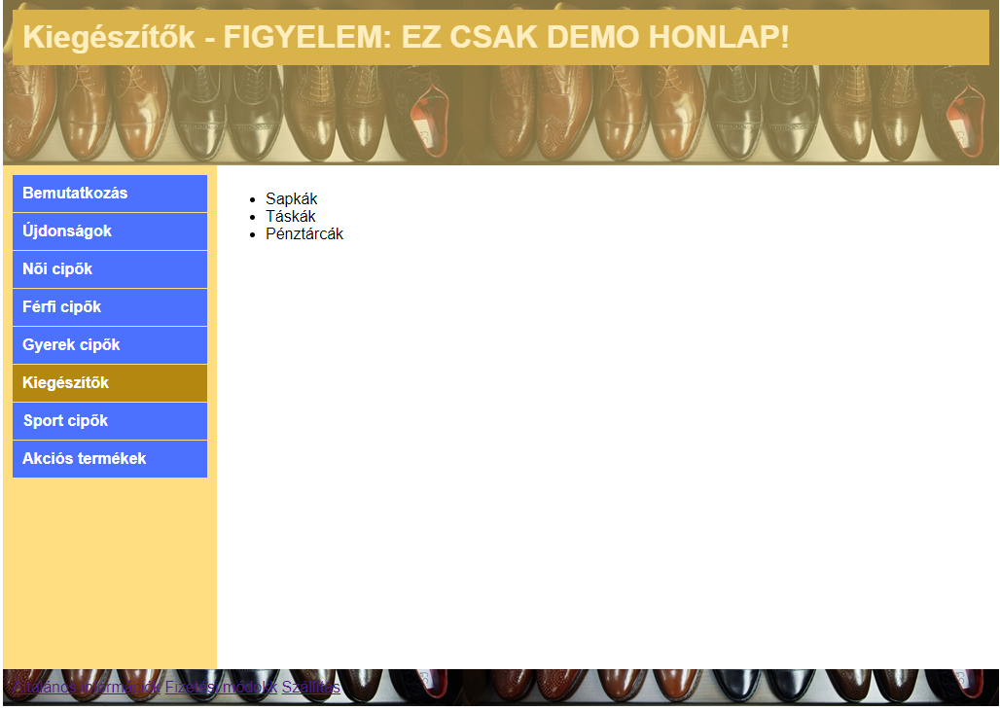 Kiegészítők - FIGYELEM: EZ CSAK DEMO HONLAP!
Bemutatkozás
Újdonságok
Női cipők
Férfi cipők
Gyerek cipők
Kiegészítők
Sport cipők
Akciós termékek
Sapkák
Táskák
Pénztárcák
Általános információk Fizetési módokk Szállítás